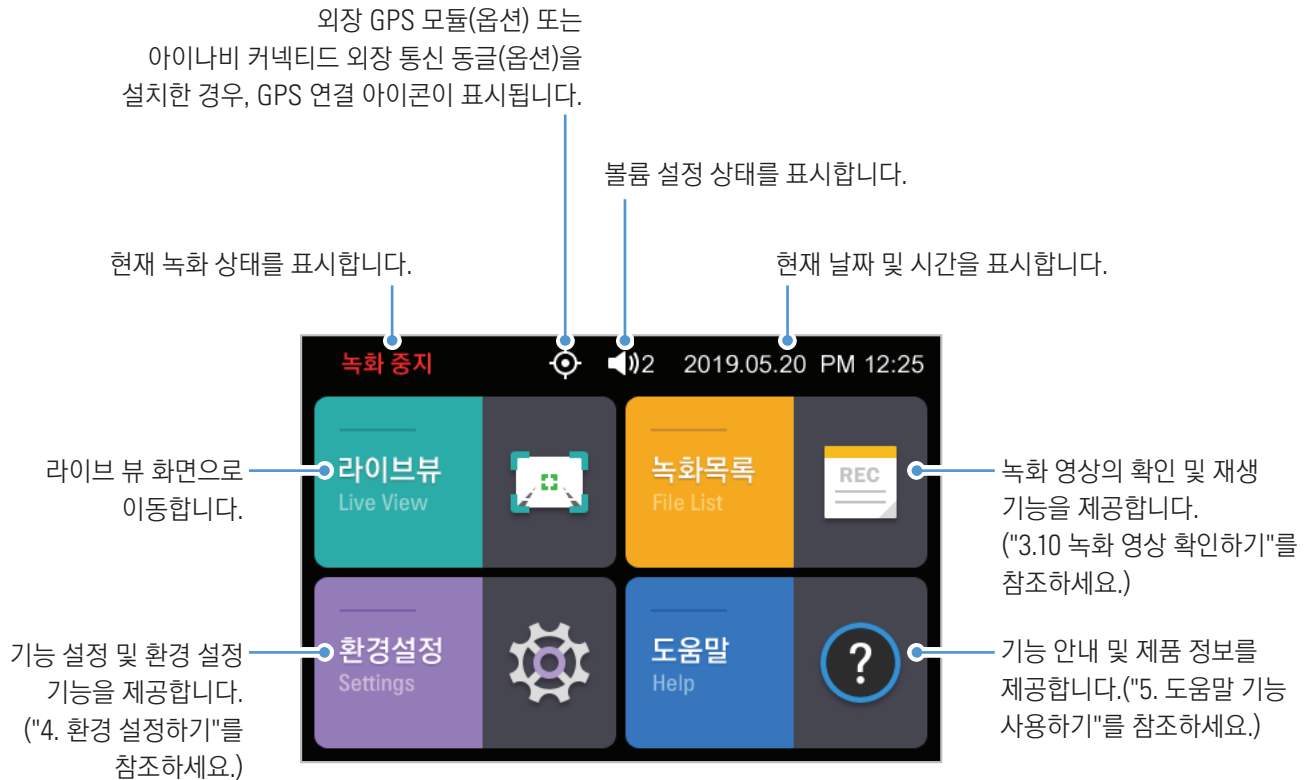 외장 GPS 모듈(옵션) 또는
아이나비 커넥티드 외장 통신 동글(옵션)을
설치한 경우, GPS 연결 아이콘이 표시됩니다.
볼륨 설정 상태를 표시합니다.
현재 녹화 상태를 표시합니다.
현재 날짜 및 시간을 표시합니다.
녹화 중지
2
2019.05.20 PM 12:25
라이브 뷰 화면으로
이동합니다.
라이브뷰
Live View
녹화목록
File List
REC
녹화 영상의 확인 및 재생
기능을 제공합니다.
("3.10 녹화 영상 확인하기"를
참조하세요.)
기능 설정 및 환경 설정
기능을 제공합니다.
("4. 환경 설정하기"를
참조하세요.)
환경설정
Settings
도움말
Help
?
기능 안내 및 제품 정보를
제공합니다.("5. 도움말 기능
사용하기"를 참조하세요.)